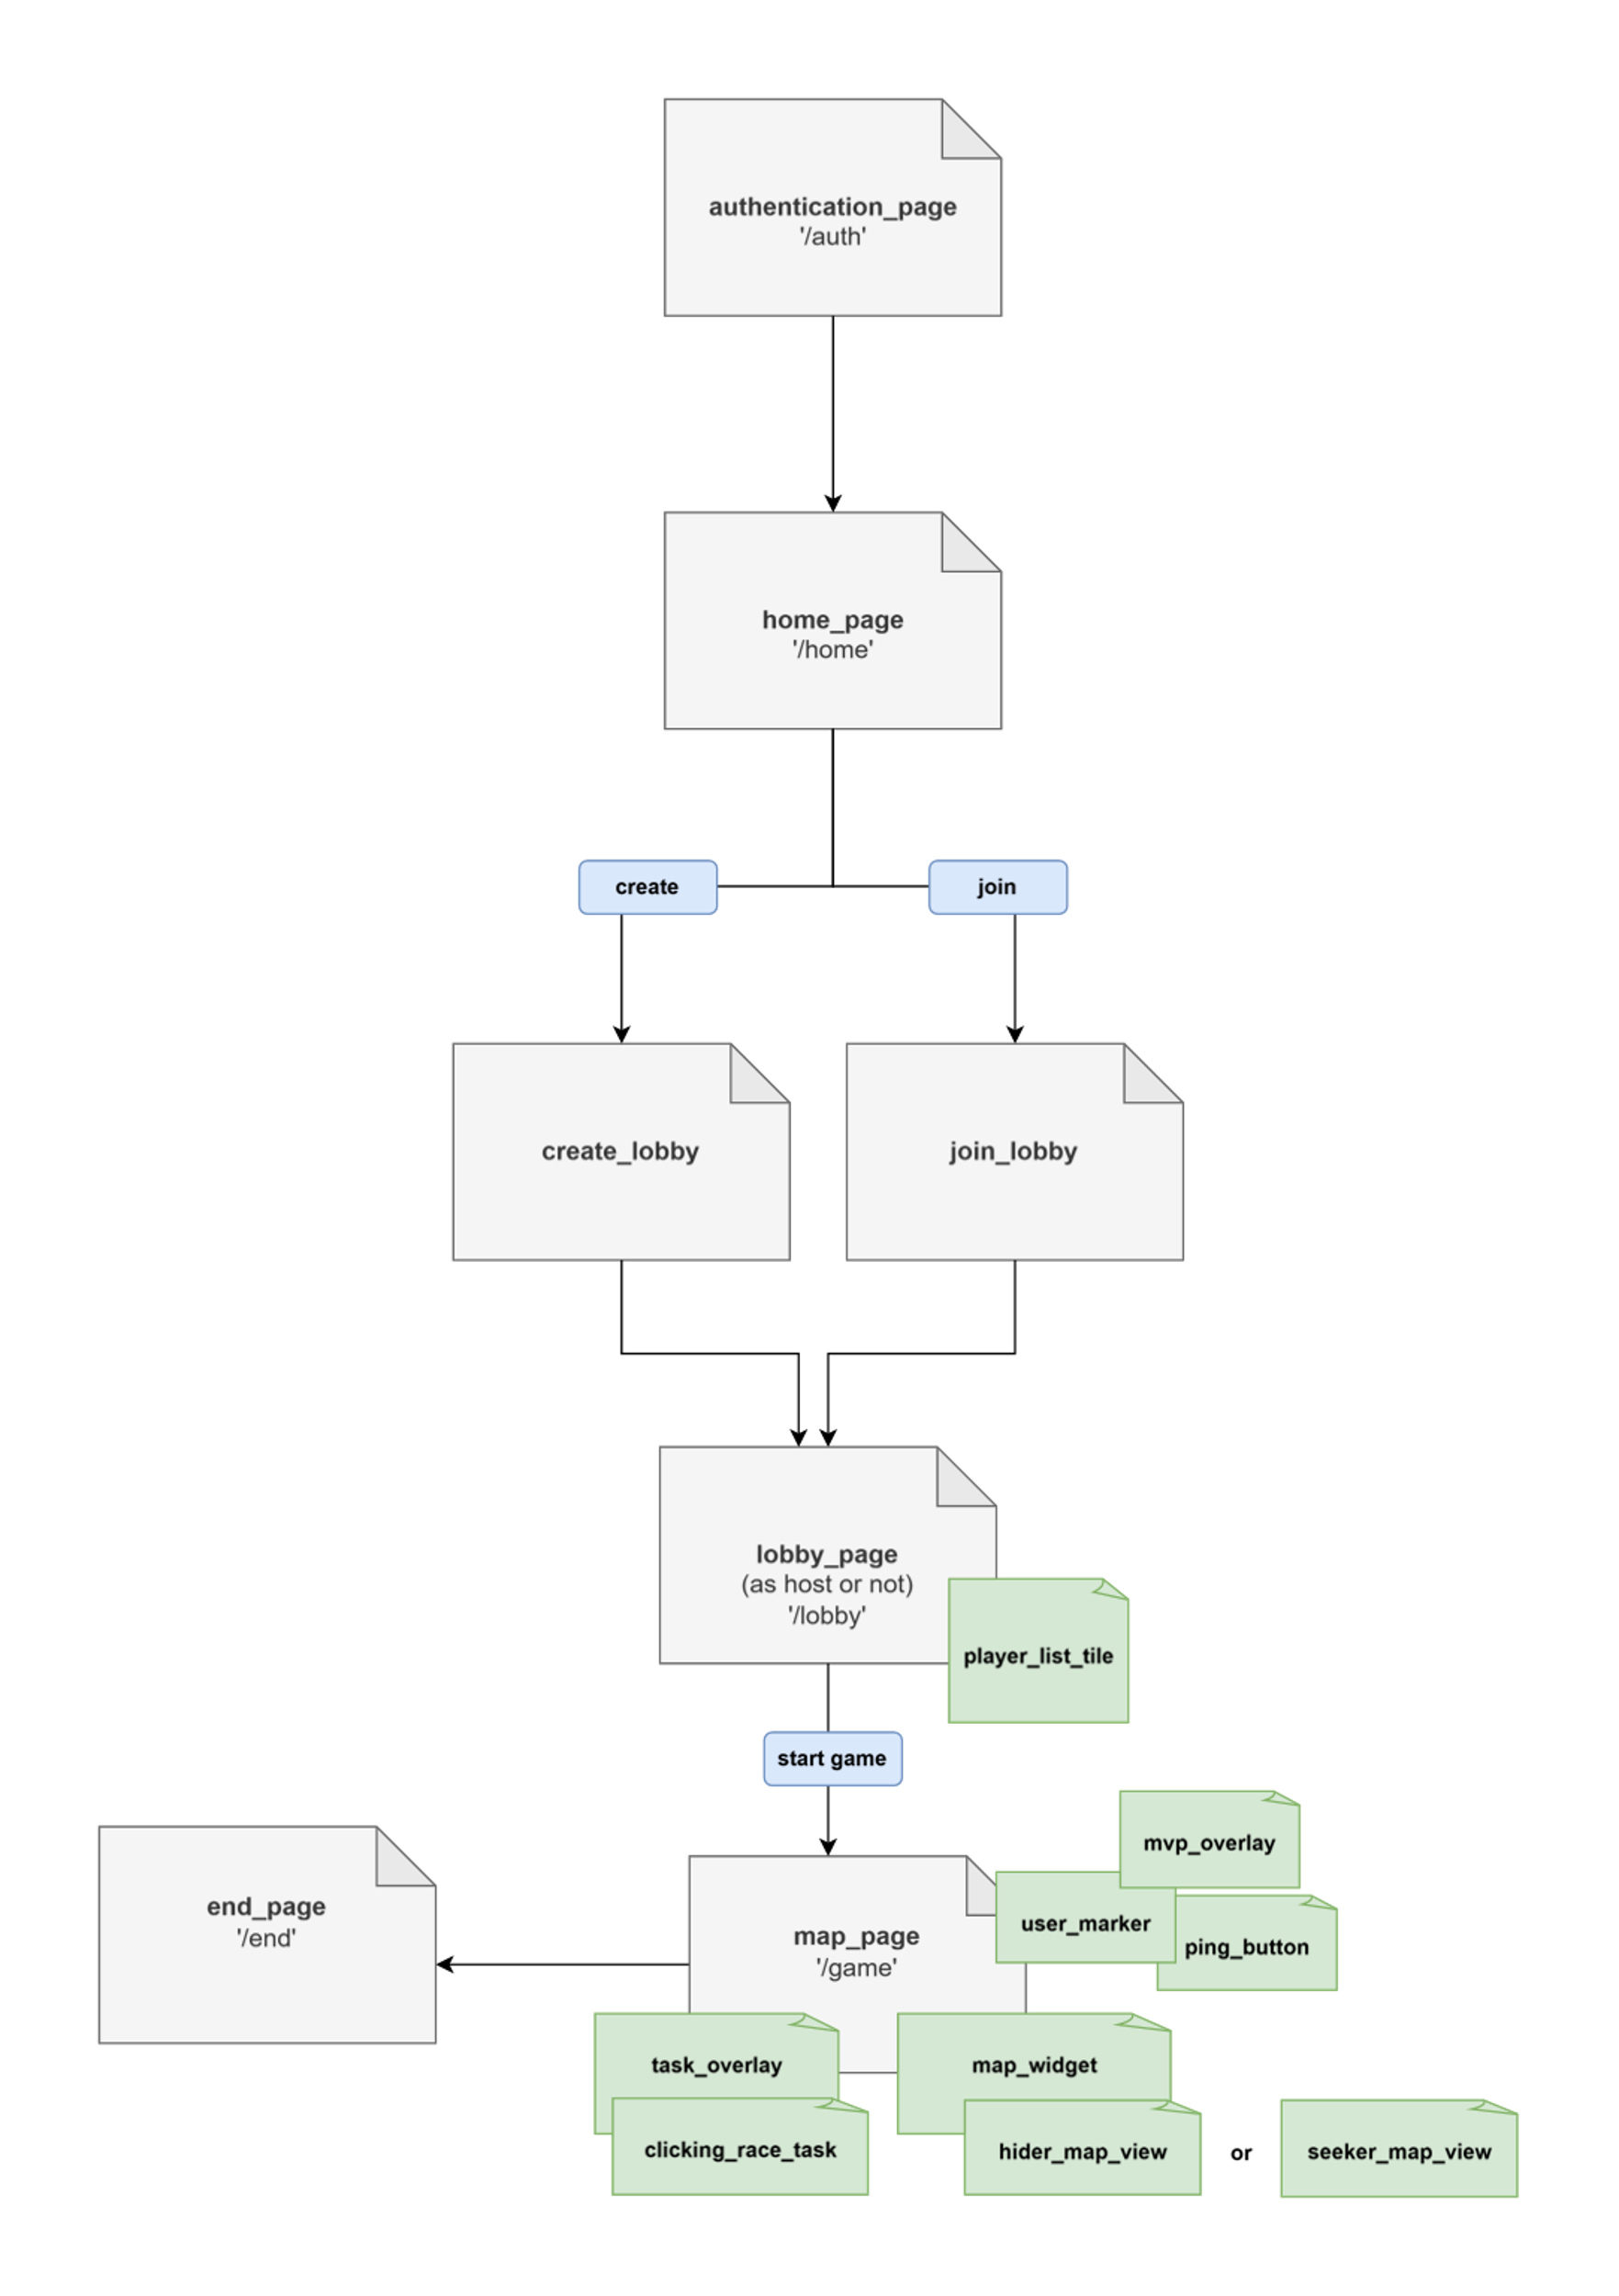 authentication_page
'/auth'
home_page
'/home'
create
join
create_lobby
join_lobby
lobby_page
(as host or not)
'/lobby'
player_list_tile
start game
mvp_overlay
end_page
'/end'
map_page
'/game'
user_marker
ping_button
task_overlay
map_widget
clicking_race_task
hider_map_view
or
seeker_map_view